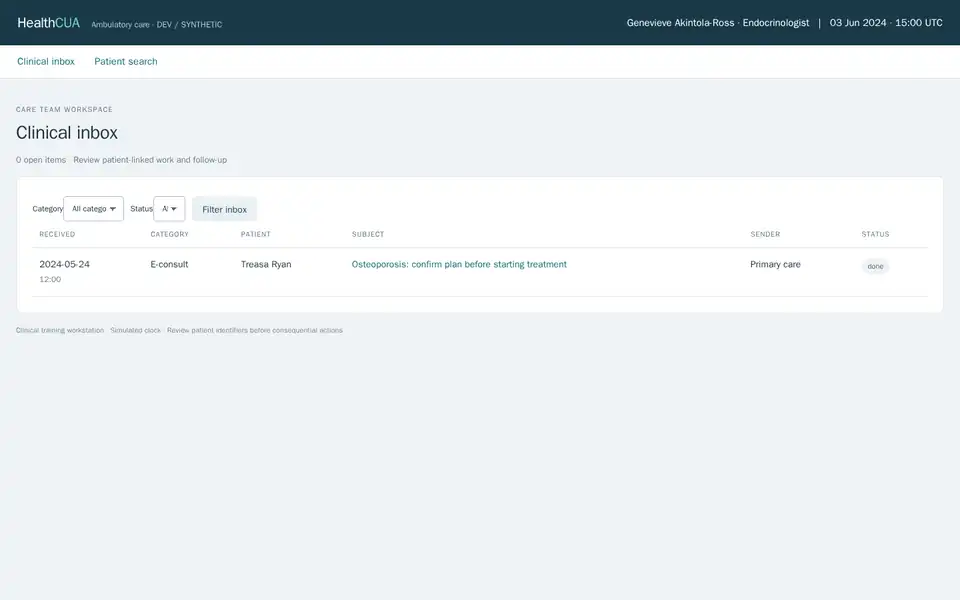 HealthCUA Ambulatory care · DEV / SYNTHETIC Genevieve Akintola-Ross · Endocrinologist | 03 Jun 2024 · 15:00 UTC
Clinical inbox Patient search
CARE TEAM WORKSPACE
Clinical inbox
0 open items · Review patient-linked work and follow-up
Category All catego Status Al Filter inbox
RECEIVED CATEGORY PATIENT SUBJECT SENDER STATUS
2024-05-24 E-consult Treasa Ryan Osteoporosis: confirm plan before starting treatment Primary care done
12:00
Clinical training workstation · Simulated clock · Review patient identifiers before consequential actions